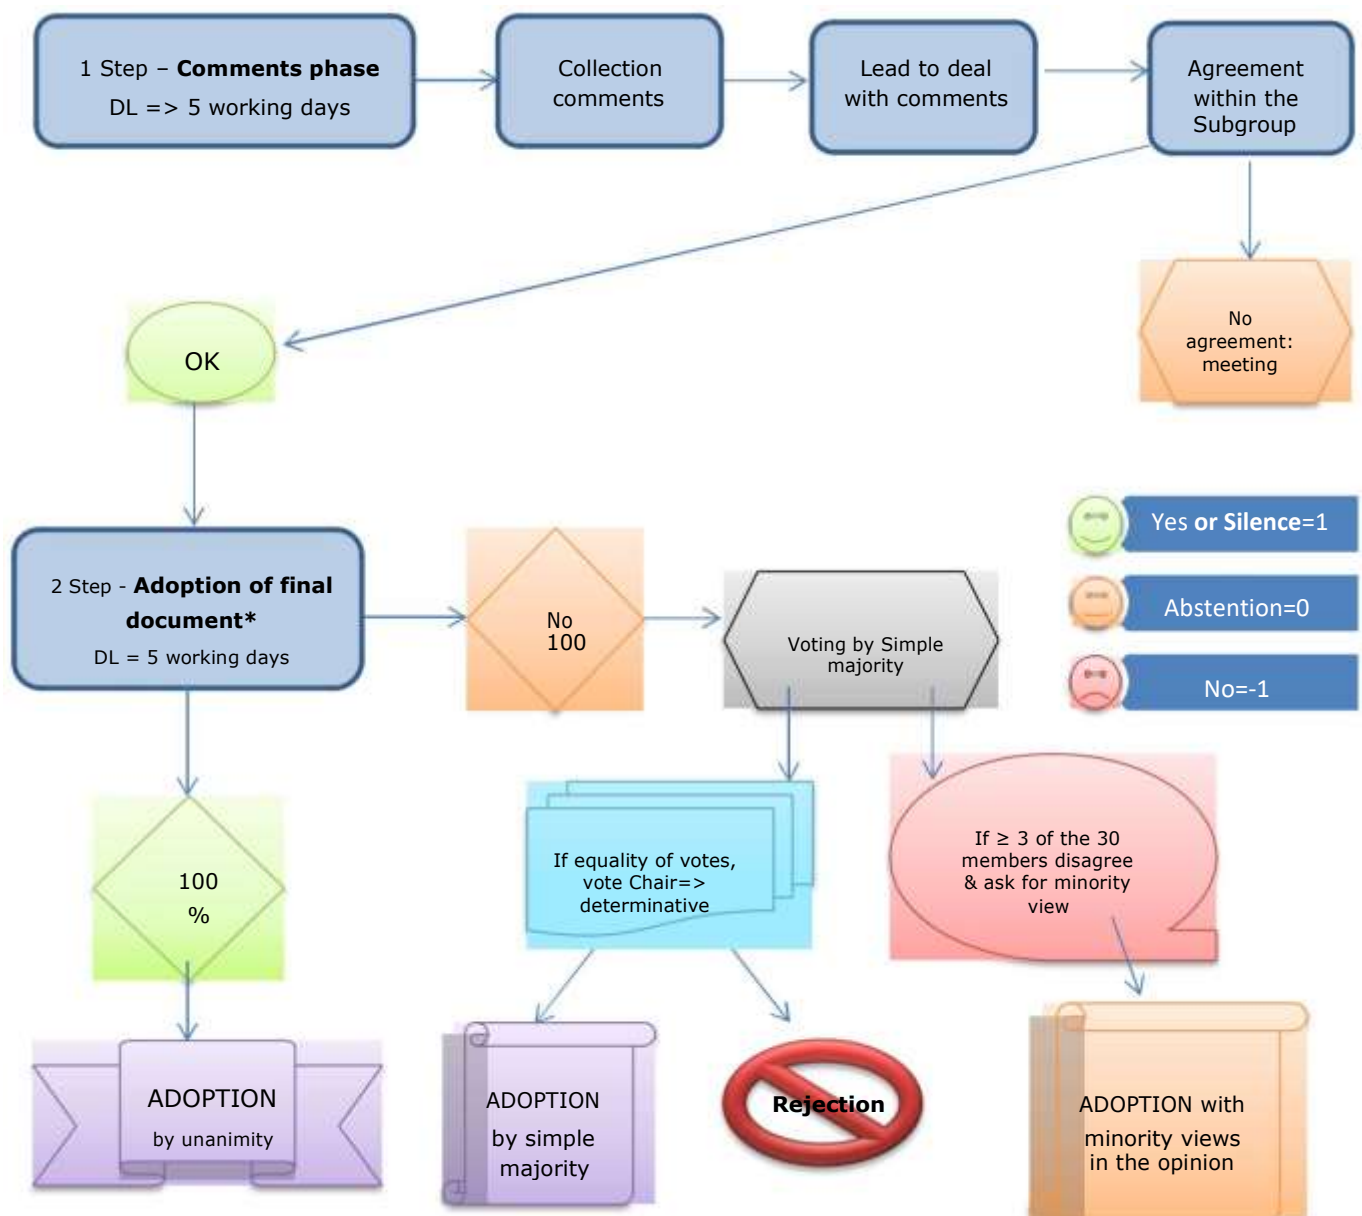 1 Step – Comments phase
DL => 5 working days
Collection
comments
Lead to deal
with comments
Agreement
within the
Subgroup
No
agreement:
meeting
OK
2 Step - Adoption of final
document*
DL = 5 working days
No
100
Voting by Simple
majority
Yes or Silence=1
Abstention=0
No=-1
100
%
If equality of votes,
vote Chair=>
determinative
If ≥ 3 of the 30
members disagree
& ask for minority
view
ADOPTION
by unanimity
ADOPTION
by simple
majority
Rejection
ADOPTION with
minority views
in the opinion